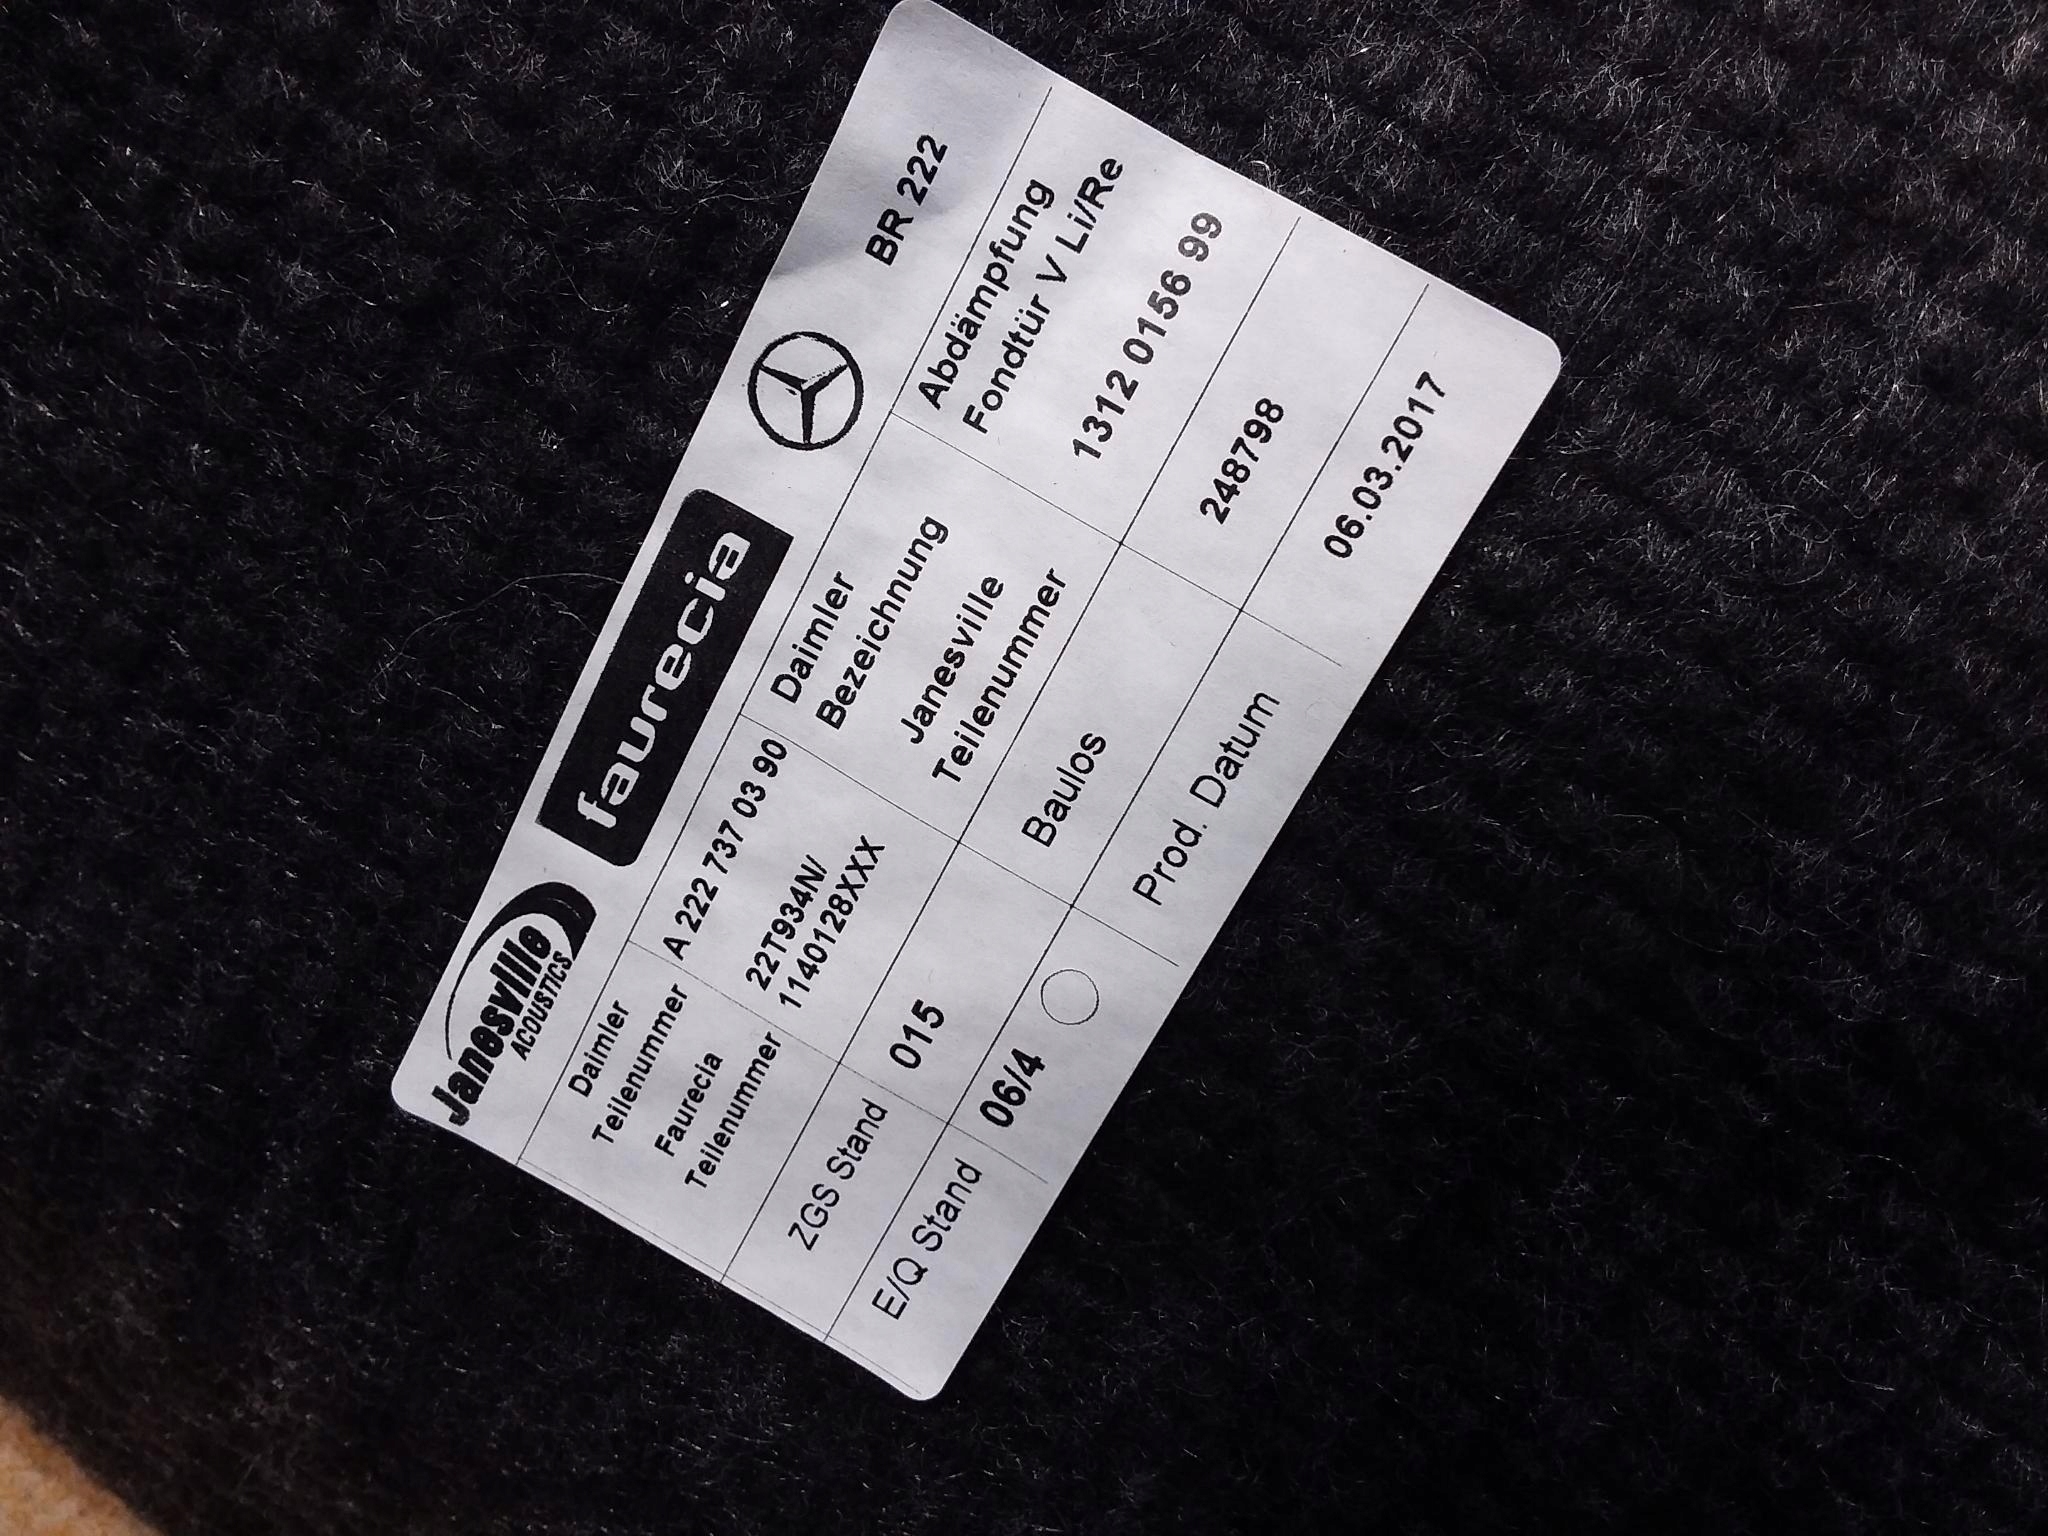 Janesville
ACOUSTICS
faurecia
BR 222
Daimler
Teilenummer
A 222 737 03 90
Daimler
Bezeichnung
Abdämpfung
Fondtür V Li/Re
Faurecia
Teilenummer
22T934N/
1140128XXX
Janesville
Teilenummer
1312 0156 99
ZGS Stand
015
Baulos
248798
E/Q Stand
06/4
Prod. Datum
06.03.2017